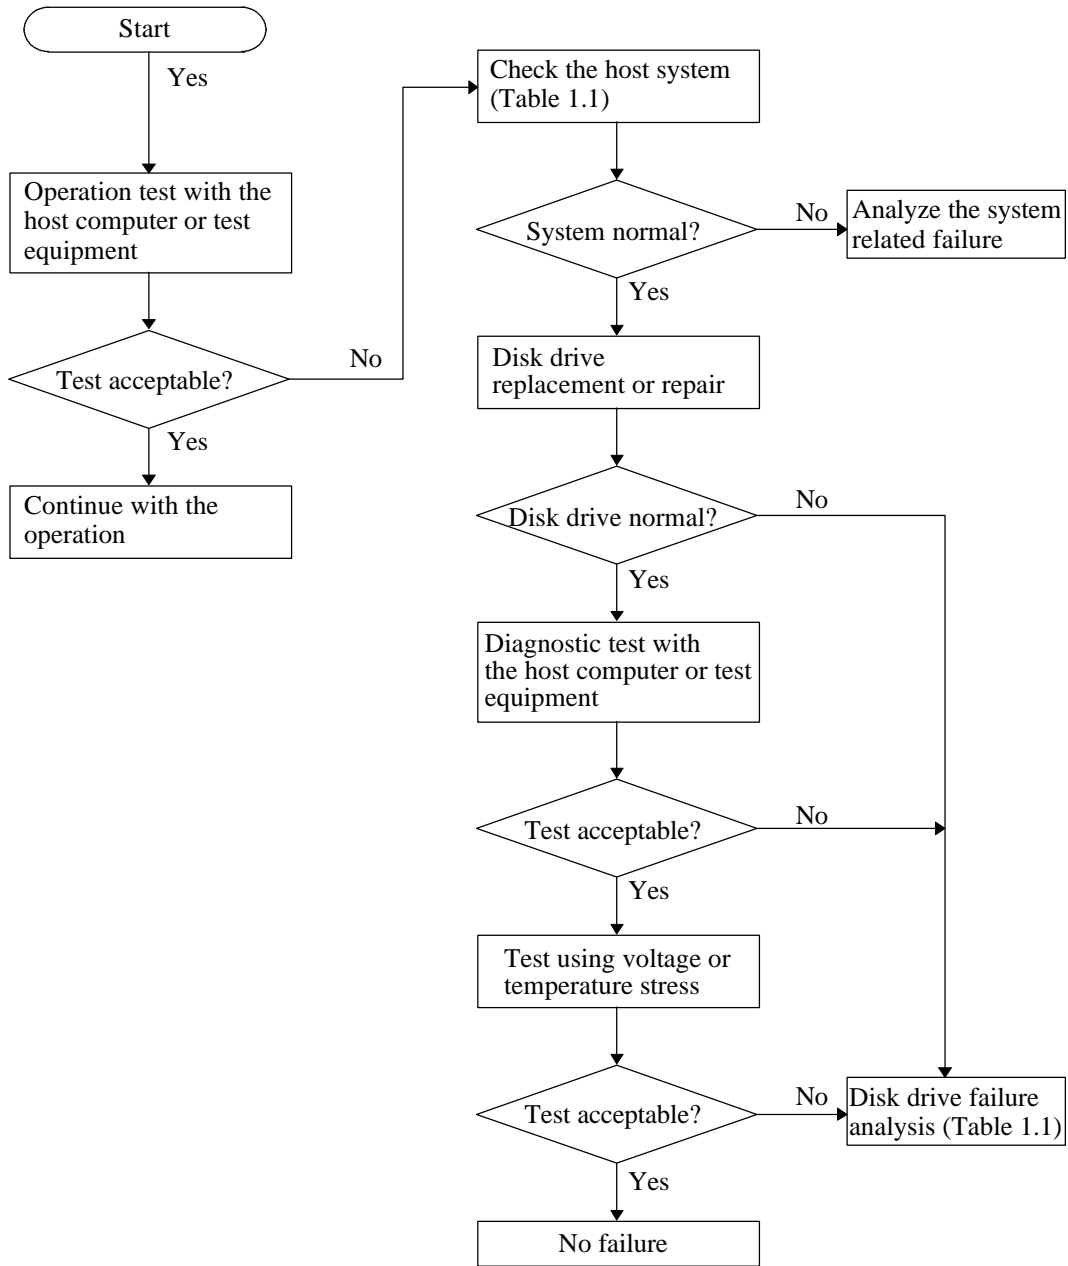 Start
Yes
Operation test with the
host computer or test
equipment
Test acceptable?
No
Yes
Continue with the
operation
Check the host system
(Table 1.1)
System normal?
No
Analyze the system
related failure
Yes
Disk drive
replacement or repair
Disk drive normal?
No
Yes
Diagnostic test with
the host computer or test
equipment
Test acceptable?
No
Yes
Test using voltage or
temperature stress
Test acceptable?
No
Disk drive failure
analysis (Table 1.1)
Yes
No failure